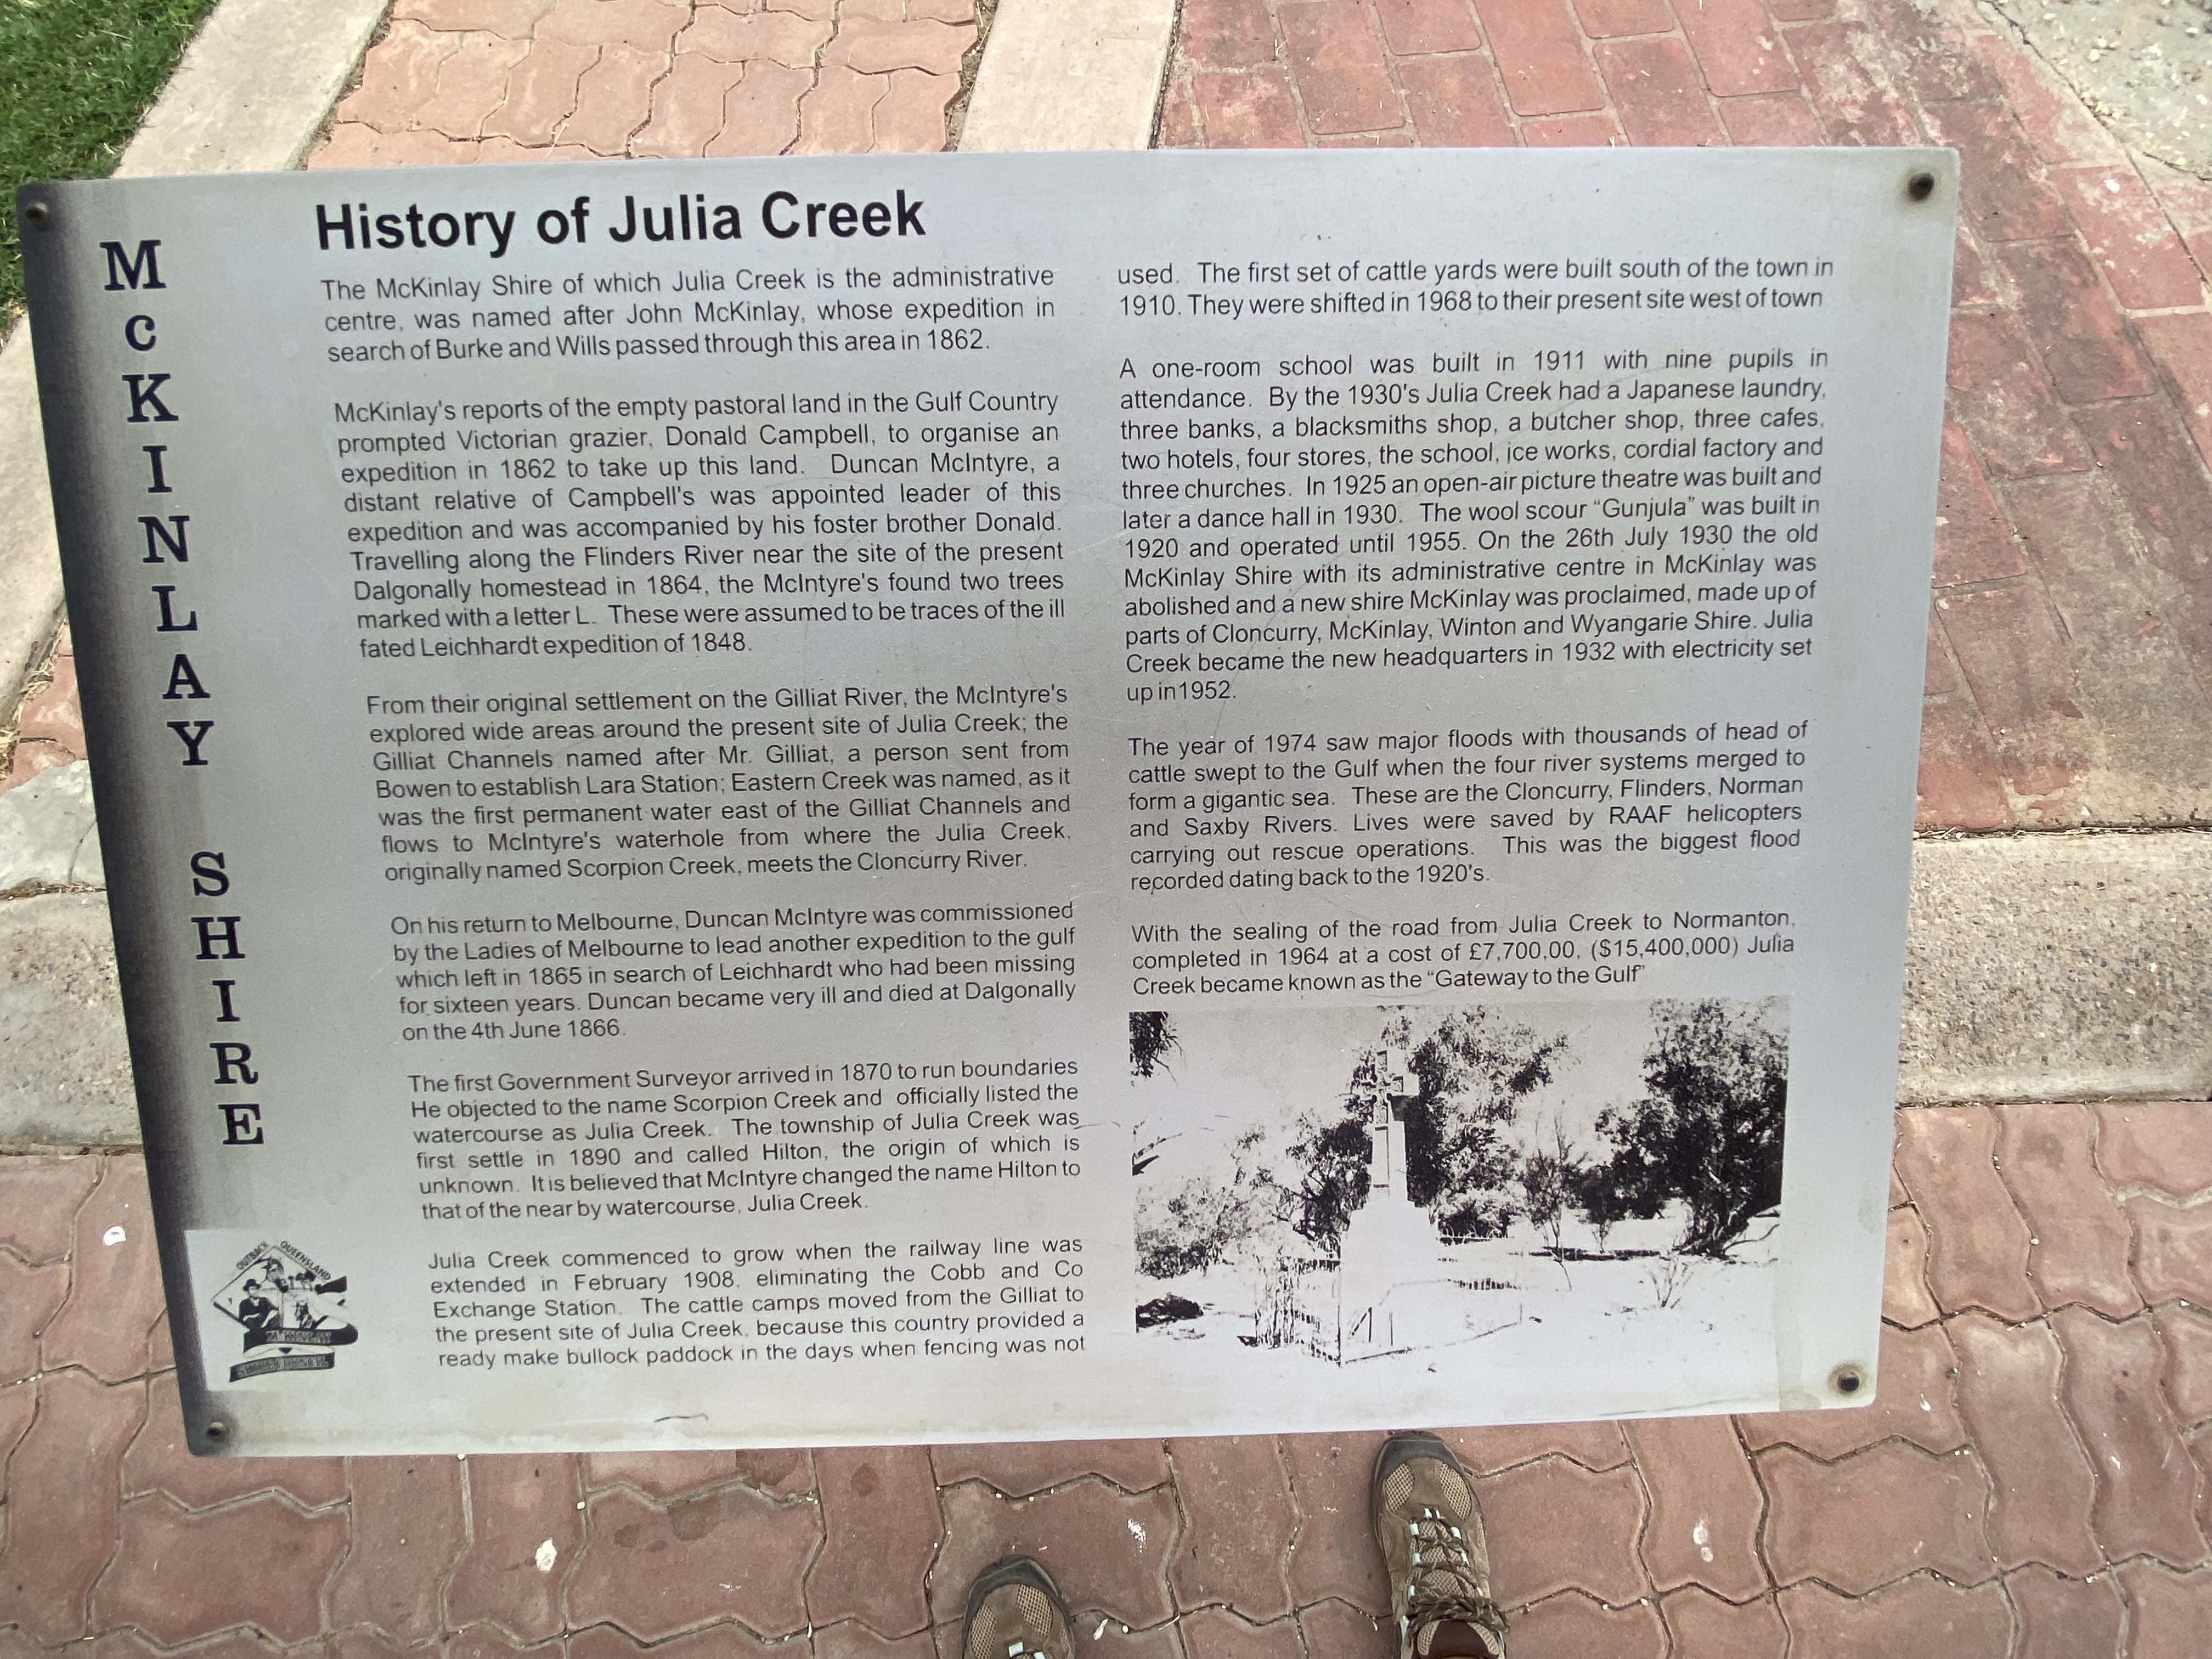 McKINLAY SHIRE
History of Julia Creek
The McKinlay Shire of which Julia Creek is the administrative
centre, was named after John McKinlay, whose expedition in
search of Burke and Wills passed through this area in 1862.
McKinlay's reports of the empty pastoral land in the Gulf Country
prompted Victorian grazier, Donald Campbell, to organise an
expedition in 1862 to take up this land. Duncan McIntyre, a
distant relative of Campbell's was appointed leader of this
expedition and was accompanied by his foster brother Donald.
Travelling along the Flinders River near the site of the present
Dalgonally homestead in 1864, the McIntyre's found two trees
marked with a letter L. These were assumed to be traces of the ill
fated Leichhardt expedition of 1848.
From their original settlement on the Gilliat River, the McIntyre's
explored wide areas around the present site of Julia Creek; the
Gilliat Channels named after Mr. Gilliat, a person sent from
Bowen to establish Lara Station; Eastern Creek was named, as it
was the first permanent water east of the Gilliat Channels and
flows to McIntyre's waterhole from where the Julia Creek,
originally named Scorpion Creek, meets the Cloncurry River.
On his return to Melbourne, Duncan McIntyre was commissioned
by the Ladies of Melbourne to lead another expedition to the gulf
which left in 1865 in search of Leichhardt who had been missing
for sixteen years. Duncan became very ill and died at Dalgonally
on the 4th June 1866.
The first Government Surveyor arrived in 1870 to run boundaries
He objected to the name Scorpion Creek and officially listed the
watercourse as Julia Creek. The township of Julia Creek was
first settle in 1890 and called Hilton, the origin of which is
unknown. It is believed that McIntyre changed the name Hilton to
that of the near by watercourse, Julia Creek.
Julia Creek commenced to grow when the railway line was
extended in February 1908, eliminating the Cobb and Co
Exchange Station. The cattle camps moved from the Gilliat to
the present site of Julia Creek, because this country provided a
ready make bullock paddock in the days when fencing was not
used. The first set of cattle yards were built south of the town in
1910. They were shifted in 1968 to their present site west of town
A one-room school was built in 1911 with nine pupils in
attendance. By the 1930's Julia Creek had a Japanese laundry,
three banks, a blacksmiths shop, a butcher shop, three cafes,
two hotels, four stores, the school, ice works, cordial factory and
three churches. In 1925 an open-air picture theatre was built and
later a dance hall in 1930. The wool scour “Gunjula” was built in
1920 and operated until 1955. On the 26th July 1930 the old
McKinlay Shire with its administrative centre in McKinlay was
abolished and a new shire McKinlay was proclaimed, made up of
parts of Cloncurry, McKinlay, Winton and Wyangarie Shire. Julia
Creek became the new headquarters in 1932 with electricity set
up in1952.
The year of 1974 saw major floods with thousands of head of
cattle swept to the Gulf when the four river systems merged to
form a gigantic sea. These are the Cloncurry, Flinders, Norman
and Saxby Rivers. Lives were saved by RAAF helicopters
carrying out rescue operations. This was the biggest flood
recorded dating back to the 1920's.
With the sealing of the road from Julia Creek to Normanton,
completed in 1964 at a cost of £7,700,00, ($15,400,000) Julia
Creek became known as the “Gateway to the Gulf”
OUTBACK QUEENSLAND